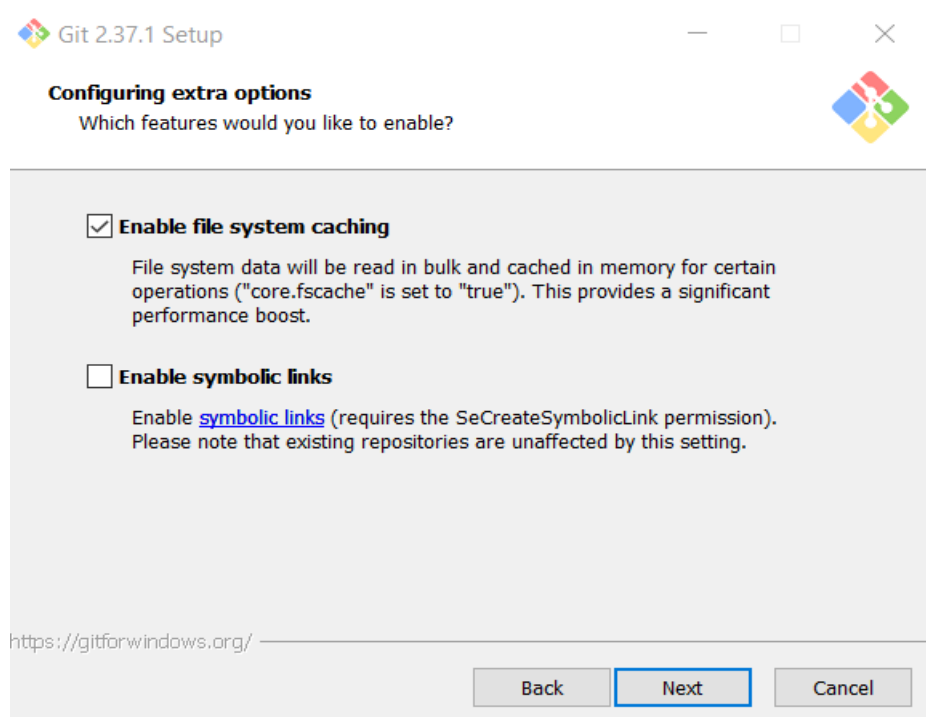 Git 2.37.1 Setup
Configuring extra options
Which features would you like to enable?
Enable file system caching
File system data will be read in bulk and cached in memory for certain
operations ("core.fscache" is set to "true"). This provides a significant
performance boost.
Enable symbolic links
Enable symbolic links (requires the SeCreateSymbolicLink permission).
Please note that existing repositories are unaffected by this setting.
https://gitforwindows.org/
Back Next Cancel